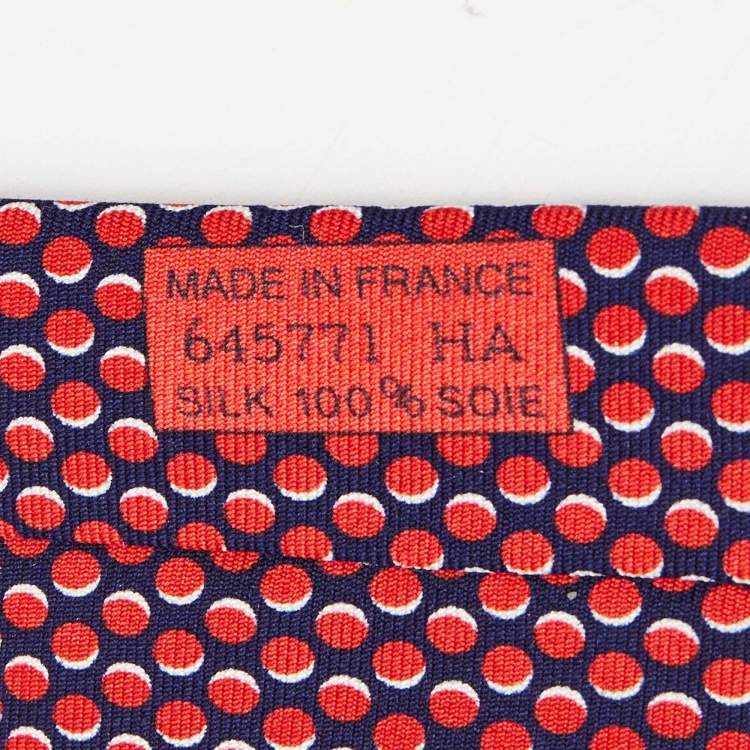 MADE IN FRANCE
645771 HA
SILK 100% SOIE